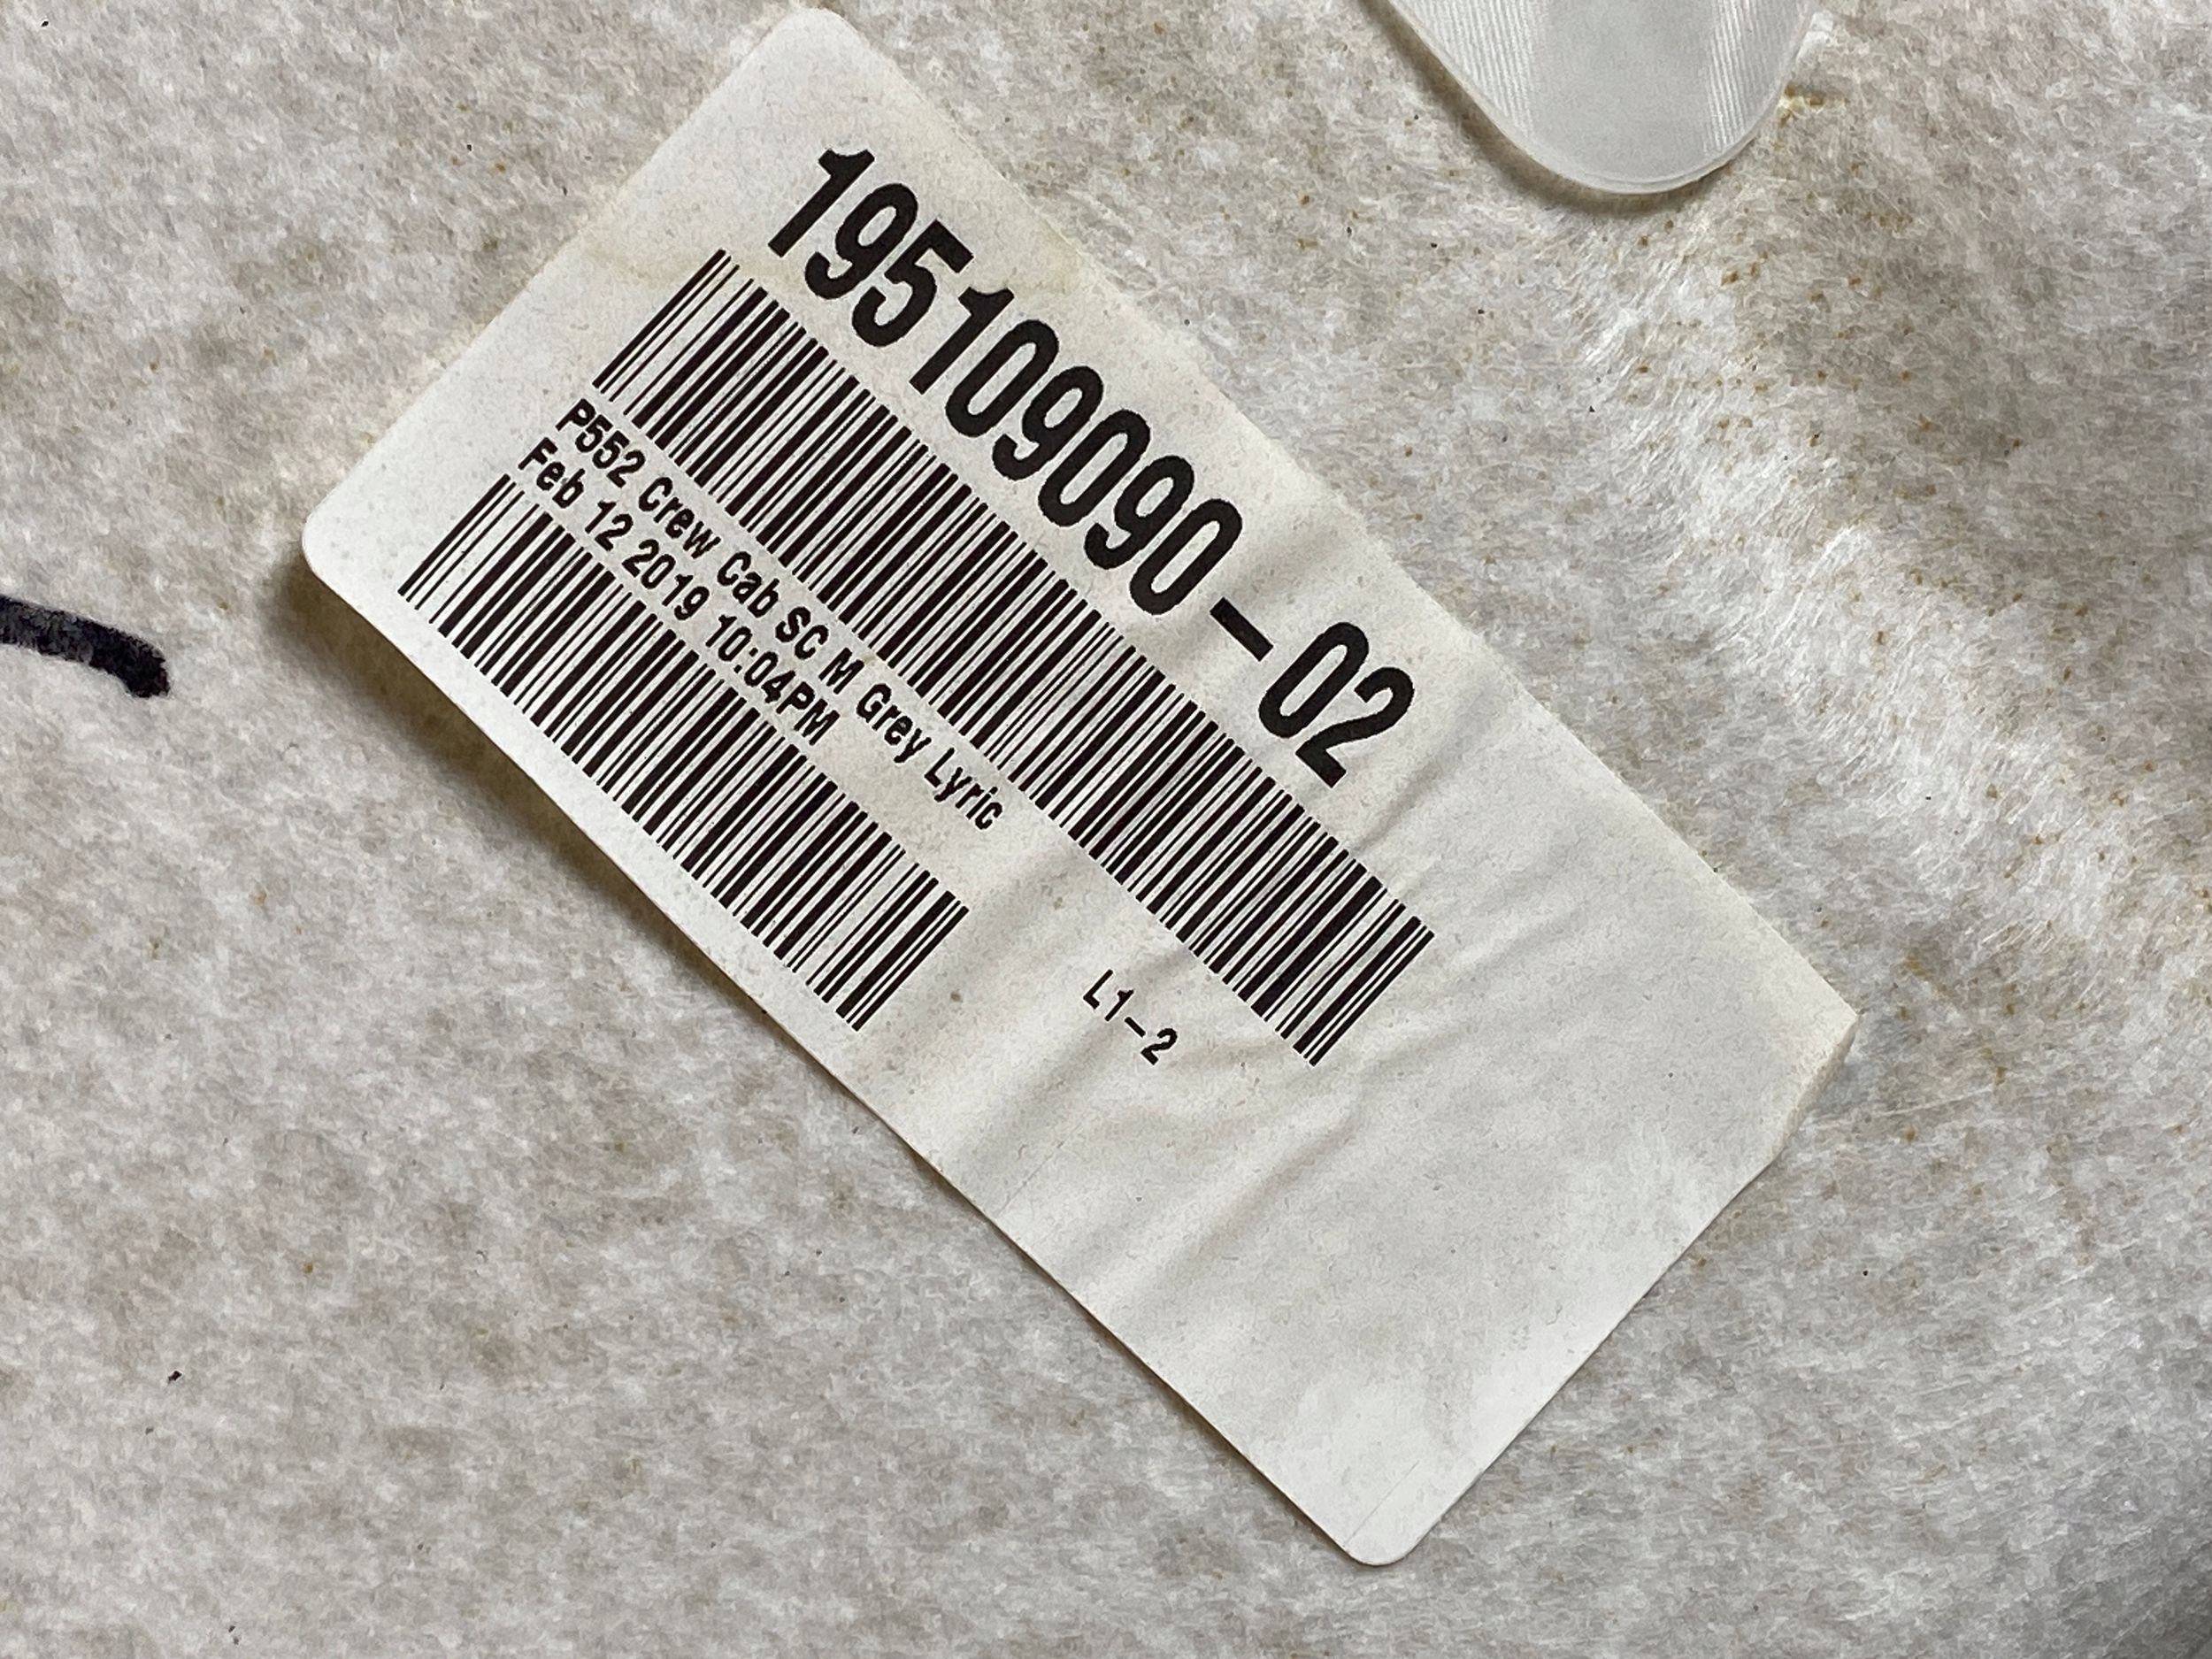 195109090-02
P552 Crew Cab SC M Grey Lyric
Feb 12 2019 10:04PM
L1-2